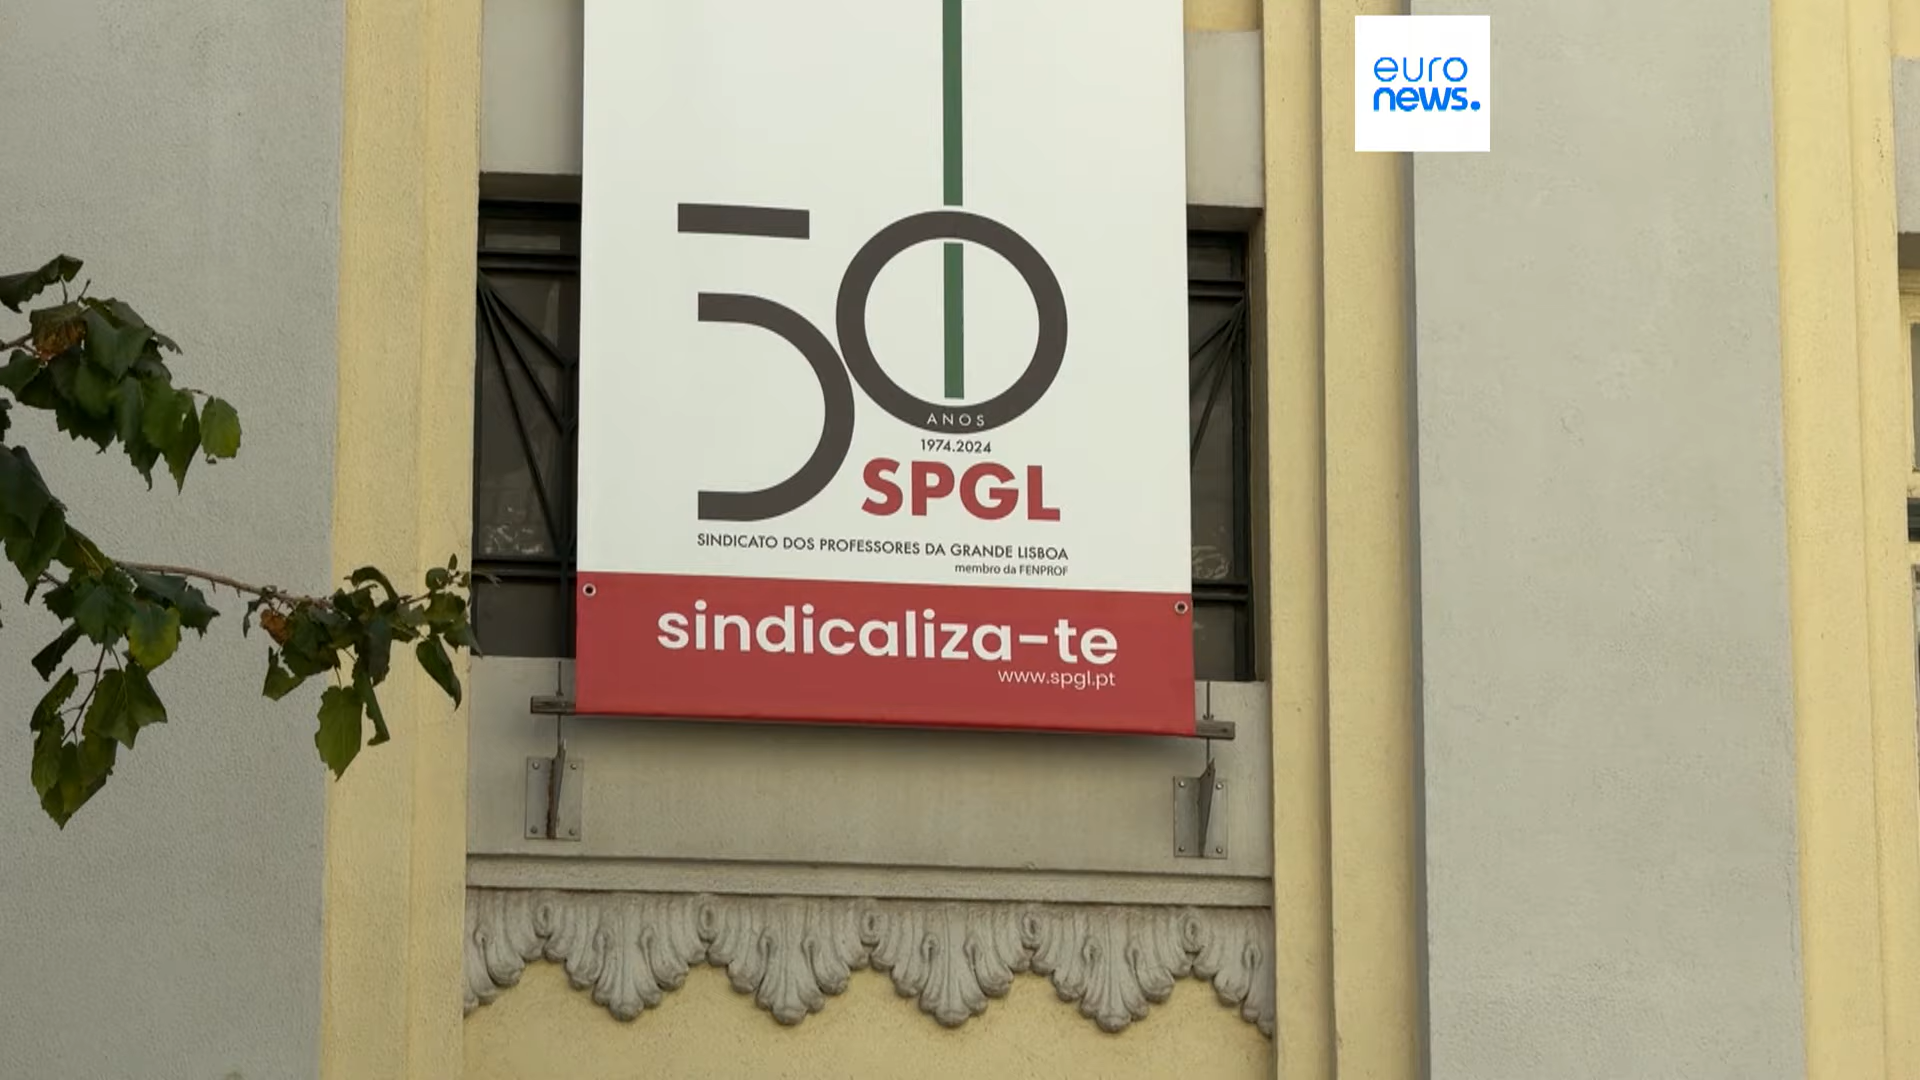 euro
news.
50
ANOS
1974.2024
SPGL
SINDICATO DOS PROFESSORES DA GRANDE LISBOA
membro da FENPROF
sindicaliza-te
www.spgl.pt